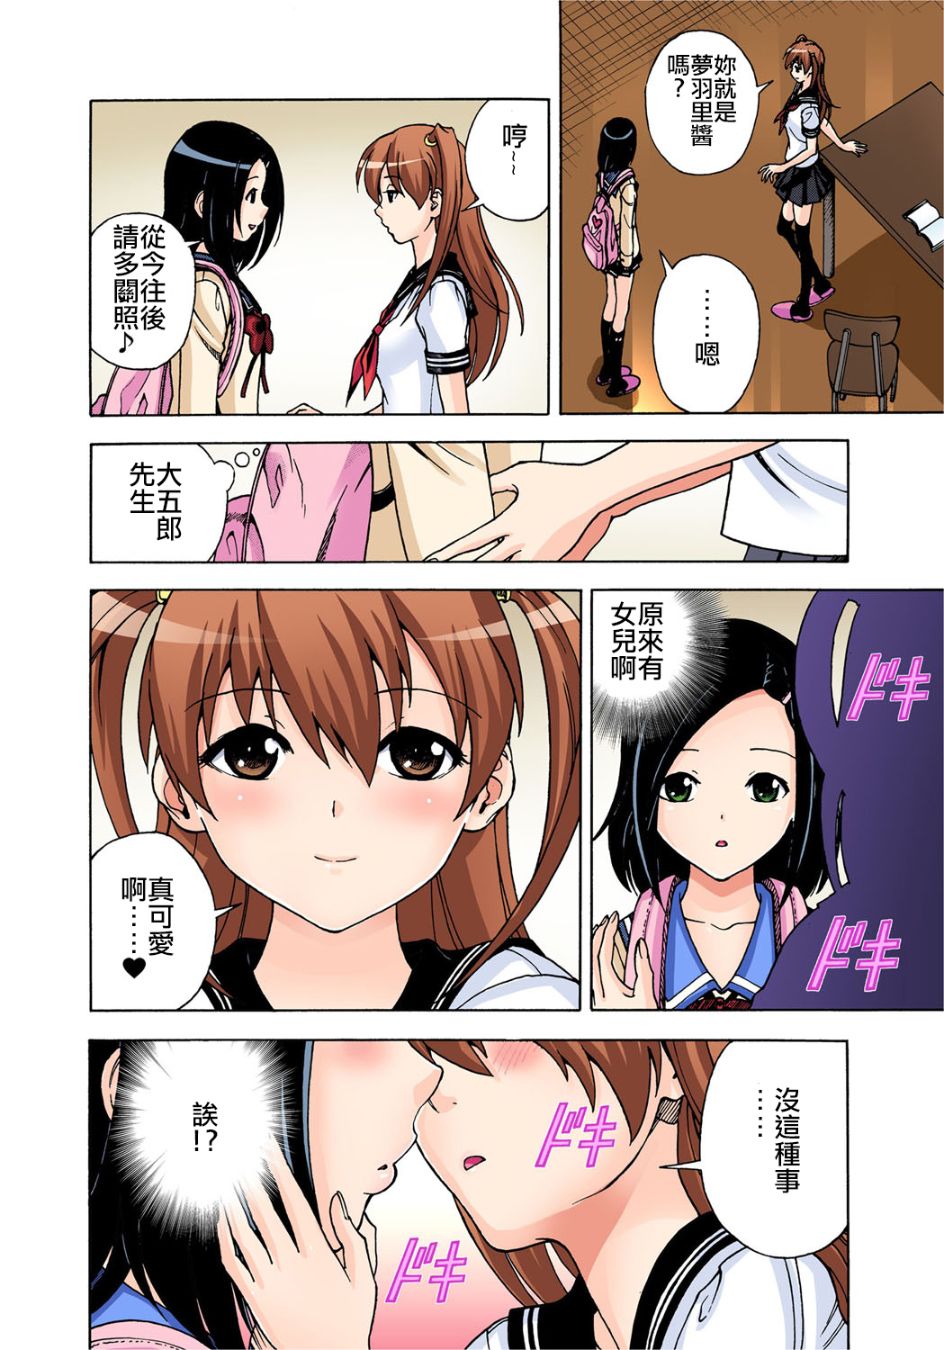 妳就是
夢羽里醬
嗎？
……嗯
哼~
從今往後
請多關照♪
大五郎
先生
原來有
女兒啊
ドキ
ドキ
真可愛
啊……♥
沒這種事
……
ドキ
誒!?
ドキ